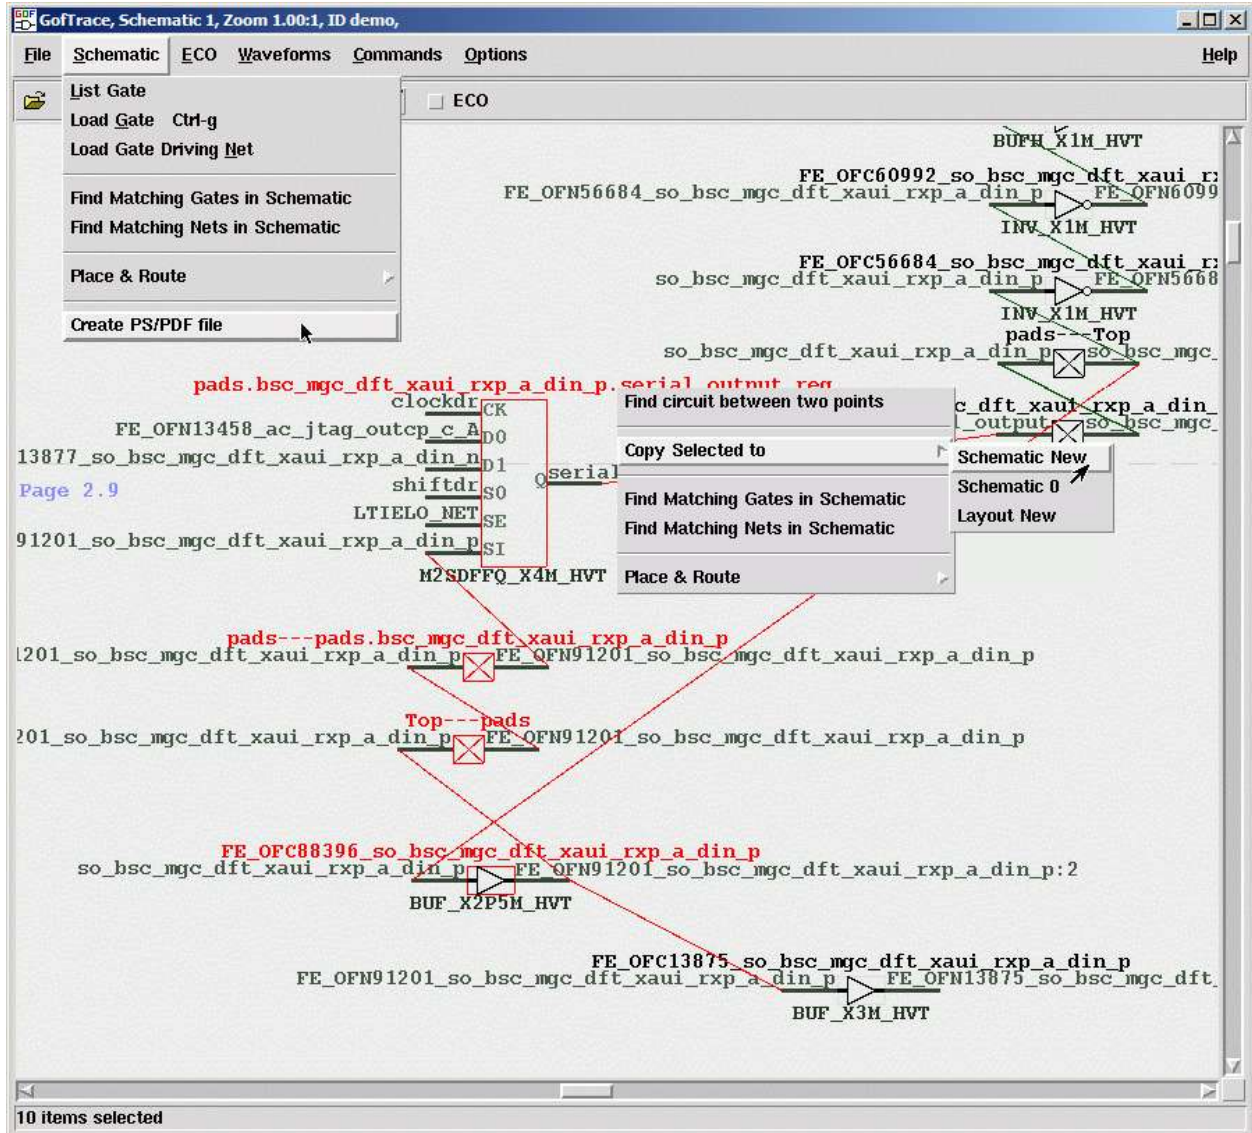 GofTrace, Schematic 1, Zoom 1.00:1, ID demo,
File Schematic ECO Waveforms Commands Options Help
List Gate
Load Gate Ctrl-g
Load Gate Driving Net
Find Matching Gates in Schematic
Find Matching Nets in Schematic
Place & Route
Create PS/PDF file
ECO
BUFH_X1M_HVT
FE_OFC60992_so_bsc_mgc_dft_xaui_r
FE_OFN56684_so_bsc_mgc_dft_xaui_rxp_a_din_p FE_OFN6099
INV_X1M_HVT
FE_OFC56684_so_bsc_mgc_dft_xaui_r
so_bsc_mgc_dft_xaui_rxp_a_din_p FE_OFN5668
INV_X1M_HVT
pads---Top
so_bsc_mgc_dft_xaui_rxp_a_din_p so_bsc_mgc_
pads.bsc_mgc_dft_xaui_rxp_a_din_p.serial_output_reg
clockdr CK
FE_OFN13458_ac_jtag_outcp_c_A D0
13877_so_bsc_mgc_dft_xaui_rxp_a_din_n D1
Page 2.9
shiftdr S0
Q serial
LTIELO_NET SE
91201_so_bsc_mgc_dft_xaui_rxp_a_din_p SI
M2SDFFQ_X4M_HVT
c_dft_xaui_rxp_a_din_
l_output so_bsc_mgc_
Find circuit between two points
Copy Selected to
Find Matching Gates in Schematic
Find Matching Nets in Schematic
Place & Route
Schematic New
Schematic 0
Layout New
pads---pads.bsc_mgc_dft_xaui_rxp_a_din_p
1201_so_bsc_mgc_dft_xaui_rxp_a_din_p FE_OFN91201_so_bsc_mgc_dft_xaui_rxp_a_din_p
Top---pads
201_so_bsc_mgc_dft_xaui_rxp_a_din_p FE_OFN91201_so_bsc_mgc_dft_xaui_rxp_a_din_p
FE_OFC88396_so_bsc_mgc_dft_xaui_rxp_a_din_p
so_bsc_mgc_dft_xaui_rxp_a_din_p FE_OFN91201_so_bsc_mgc_dft_xaui_rxp_a_din_p:2
BUF_X2P5M_HVT
FE_OFC13875_so_bsc_mgc_dft_xaui_rxp_a_din_p
FE_OFN91201_so_bsc_mgc_dft_xaui_rxp_a_din_p FE_OFN13875_so_bsc_mgc_dft_
BUF_X3M_HVT
10 items selected